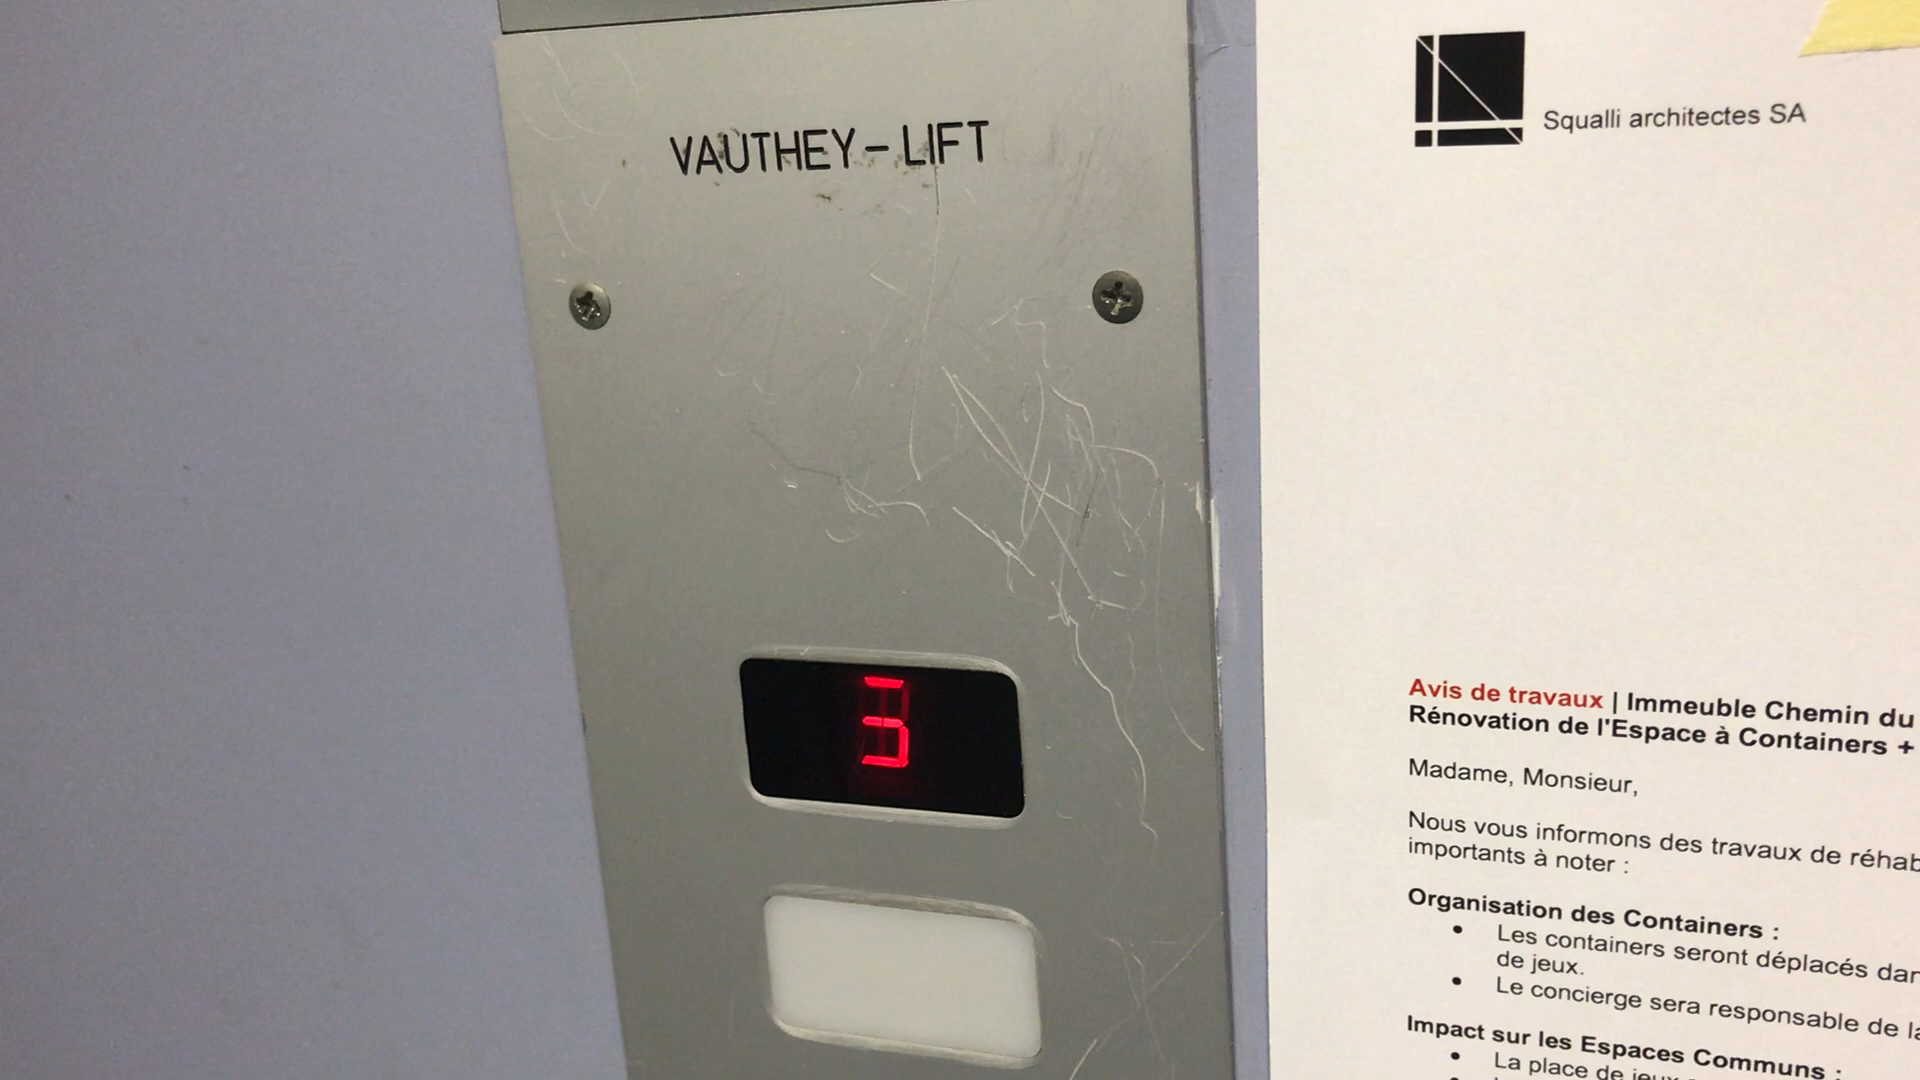 VAUTHEY – LIFT
3
Squalli architectes SA
Avis de travaux | Immeuble Chemin du
Rénovation de l'Espace à Containers +
Madame, Monsieur,
Nous vous informons des travaux de
importants à noter :
Organisation des Containers :
• Les containers seront déplacés
de jeux.
• Le concierge sera responsable de
Impact sur les Espaces Communs :
• La place de